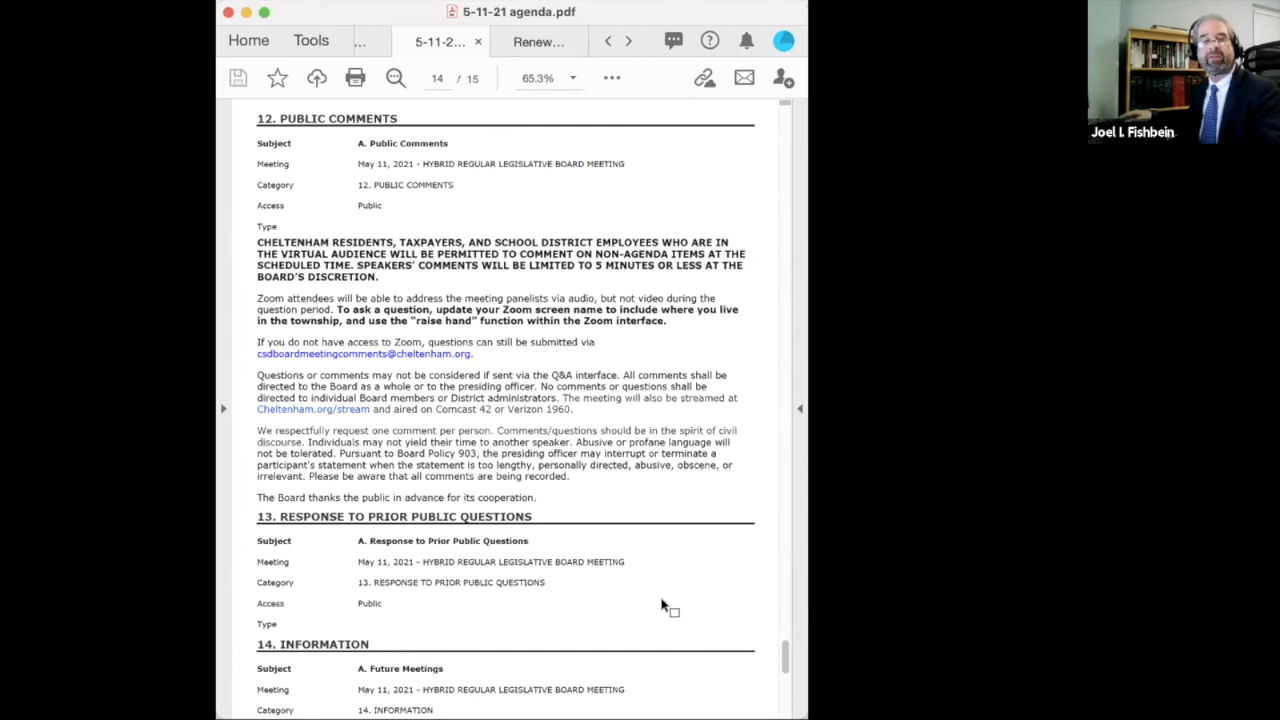 5-11-21 agenda.pdf
Home Tools ... 5-11-2... × Renew...
14 / 15 65.3%
12. PUBLIC COMMENTS
Subject A. Public Comments
Meeting May 11, 2021 - HYBRID REGULAR LEGISLATIVE BOARD MEETING
Category 12. PUBLIC COMMENTS
Access Public
Type
CHELTENHAM RESIDENTS, TAXPAYERS, AND SCHOOL DISTRICT EMPLOYEES WHO ARE IN
THE VIRTUAL AUDIENCE WILL BE PERMITTED TO COMMENT ON NON-AGENDA ITEMS AT THE
SCHEDULED TIME. SPEAKERS' COMMENTS WILL BE LIMITED TO 5 MINUTES OR LESS AT THE
BOARD'S DISCRETION.
Zoom attendees will be able to address the meeting panelists via audio, but not video during the
question period. To ask a question, update your Zoom screen name to include where you live
in the township, and use the “raise hand” function within the Zoom interface.
If you do not have access to Zoom, questions can still be submitted via
csdboardmeetingcomments@cheltenham.org.
Questions or comments may not be considered if sent via the Q&A interface. All comments shall be
directed to the Board as a whole or to the presiding officer. No comments or questions shall be
directed to individual Board members or District administrators. The meeting will also be streamed at
Cheltenham.org/stream and aired on Comcast 42 or Verizon 1960.
We respectfully request one comment per person. Comments/questions should be in the spirit of civil
discourse. Individuals may not yield their time to another speaker. Abusive or profane language will
not be tolerated. Pursuant to Board Policy 903, the presiding officer may interrupt or terminate a
participant's statement when the statement is too lengthy, personally directed, abusive, obscene, or
irrelevant. Please be aware that all comments are being recorded.
The Board thanks the public in advance for its cooperation.
13. RESPONSE TO PRIOR PUBLIC QUESTIONS
Subject A. Response to Prior Public Questions
Meeting May 11, 2021 - HYBRID REGULAR LEGISLATIVE BOARD MEETING
Category 13. RESPONSE TO PRIOR PUBLIC QUESTIONS
Access Public
Type
14. INFORMATION
Subject A. Future Meetings
Meeting May 11, 2021 - HYBRID REGULAR LEGISLATIVE BOARD MEETING
Category 14. INFORMATION
Joel I. Fishbein